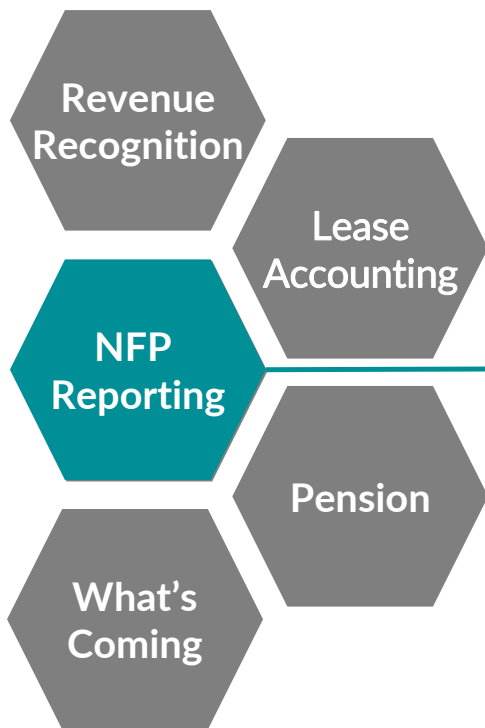 Revenue
Recognition
Lease
Accounting
NFP
Reporting
Pension
What’s
Coming